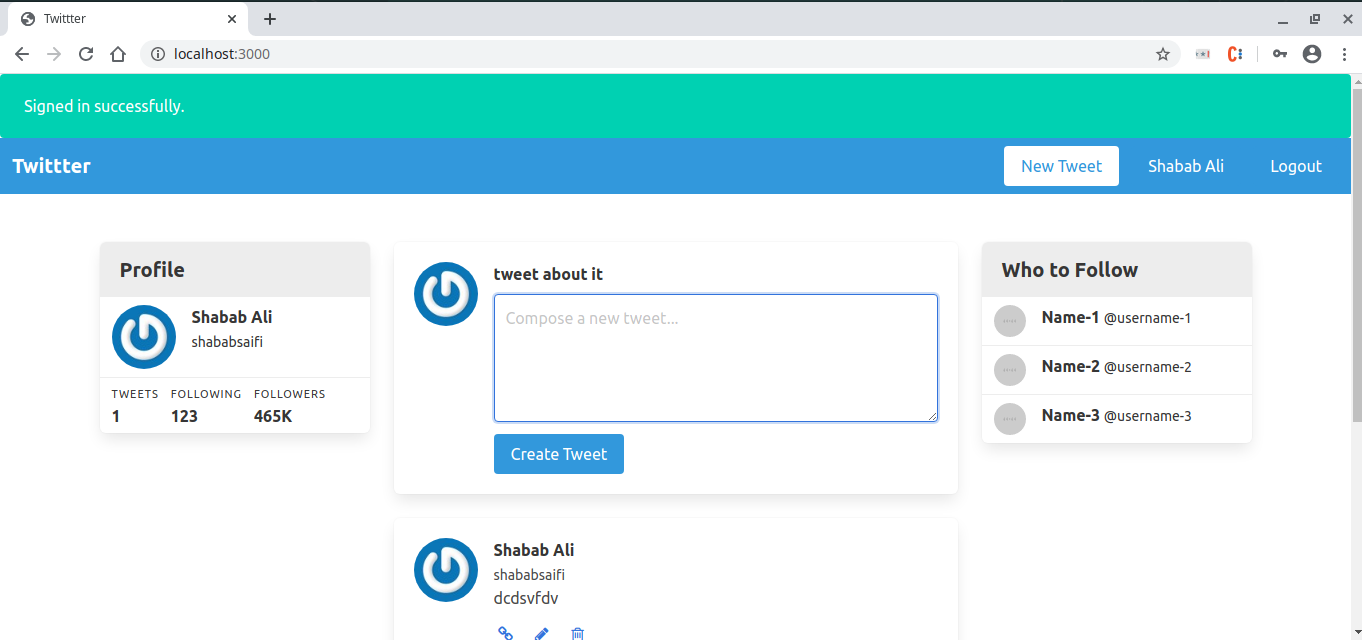 Twittter
localhost:3000
Signed in successfully.
Twittter
New Tweet
Shabab Ali
Logout
Profile
Shabab Ali
shababsaifi
TWEETS FOLLOWING FOLLOWERS
1 123 465K
tweet about it
Compose a new tweet...
Create Tweet
Shabab Ali
shababsaifi
dcdsvfdv
Who to Follow
Name-1 @username-1
Name-2 @username-2
Name-3 @username-3